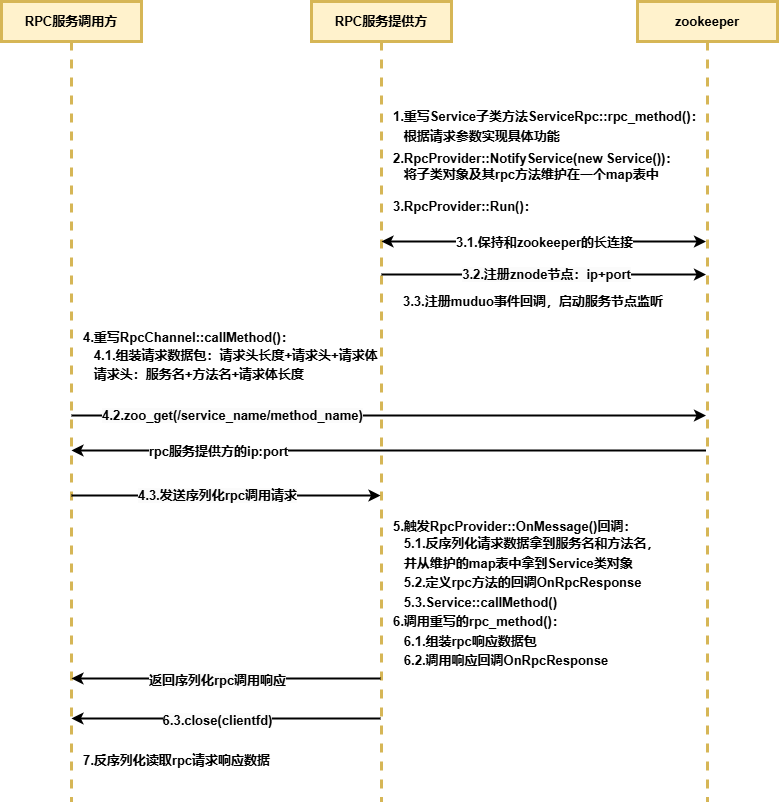 RPC服务调用方
RPC服务提供方
zookeeper
1.重写Service子类方法ServiceRpc::rpc_method():
根据请求参数实现具体功能
2.RpcProvider::NotifyService(new Service()):
将子类对象及其rpc方法维护在一个map表中
3.RpcProvider::Run():
3.1.保持和zookeeper的长连接
3.2.注册znode节点：ip+port
3.3.注册muduo事件回调，启动服务节点监听
4.重写RpcChannel::callMethod():
4.1.组装请求数据包：请求头长度+请求头+请求体
请求头：服务名+方法名+请求体长度
4.2.zoo_get(/service_name/method_name)
rpc服务提供方的ip:port
4.3.发送序列化rpc调用请求
5.触发RpcProvider::OnMessage()回调：
5.1.反序列化请求数据拿到服务名和方法名，
并从维护的map表中拿到Service类对象
5.2.定义rpc方法的回调OnRpcResponse
5.3.Service::callMethod()
6.调用重写的rpc_method():
6.1.组装rpc响应数据包
6.2.调用响应回调OnRpcResponse
返回序列化rpc调用响应
6.3.close(clientfd)
7.反序列化读取rpc请求响应数据